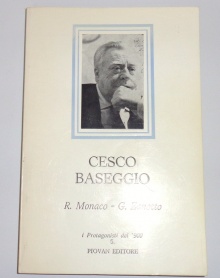 CESCO
BASEGGIO
R. Monaco - G.
I Protagonisti del '900
5.
PIOVAN EDITORE